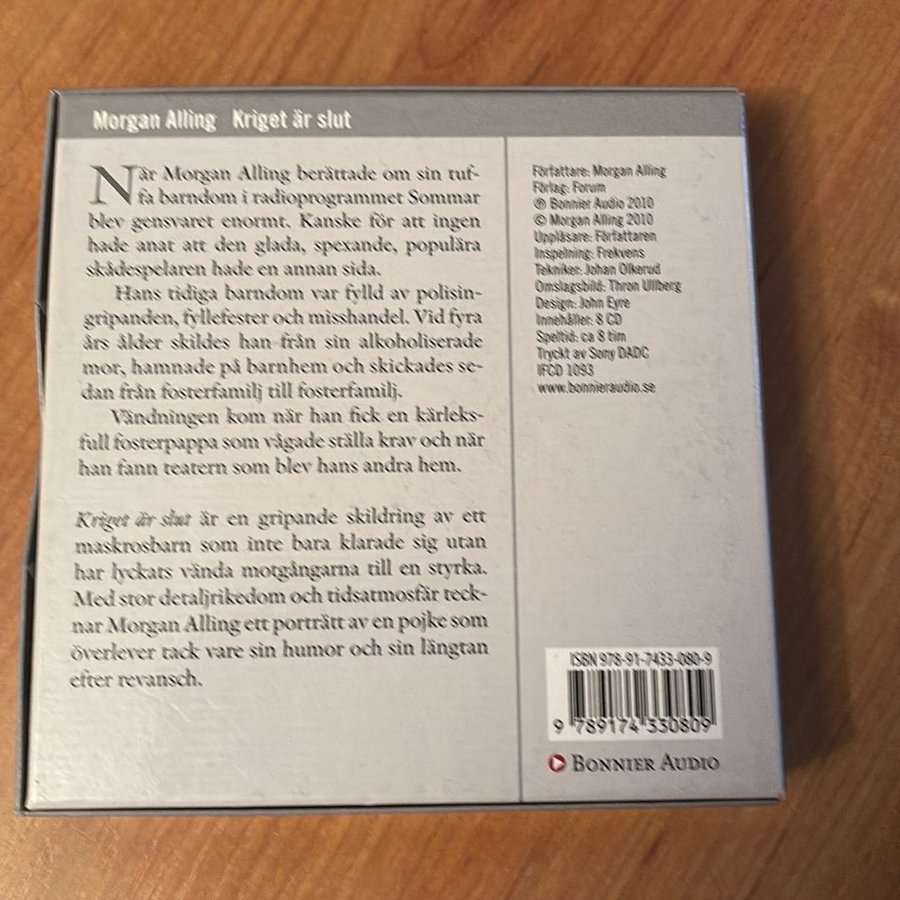 Morgan Alling Kriget är slut
När Morgan Alling berättade om sin tuf-
fa barndom i radioprogrammet Sommar
blev gensvaret enormt. Kanske för att ingen
hade anat att den glada, spexande, populära
skådespelaren hade en annan sida.
Hans tidiga barndom var fylld av polisin-
gripanden, fyllefester och misshandel. Vid fyra
års ålder skildes han från sin alkoholiserade
mor, hamnade på barnhem och skickades se-
dan från fosterfamilj till fosterfamilj.
Vändningen kom när han fick en kärleks-
full fosterpappa som vågade ställa krav och när
han fann teatern som blev hans andra hem.
Kriget är slut är en gripande skildring av ett
maskrosbarn som inte bara klarade sig utan
har lyckats vända motgångarna till en styrka.
Med stor detaljrikedom och tidsatmosfär teck-
nar Morgan Alling ett porträtt av en pojke som
överlever tack vare sin humor och sin längtan
efter revansch.
Författare: Morgan Alling
Förlag: Forum
℗ Bonnier Audio 2010
© Morgan Alling 2010
Uppläsare: Författaren
Inspelning: Frekvens
Tekniker: Johan Olkerud
Omslagsbild: Thron Ullberg
Design: John Eyre
Innehåller: 8 CD
Speltid: ca 8 tim
Tryckt av Sony DADC
IFCD 1093
www.bonnieraudio.se
ISBN 978-91-7433-080-9
9 789174 330809
BONNIER AUDIO